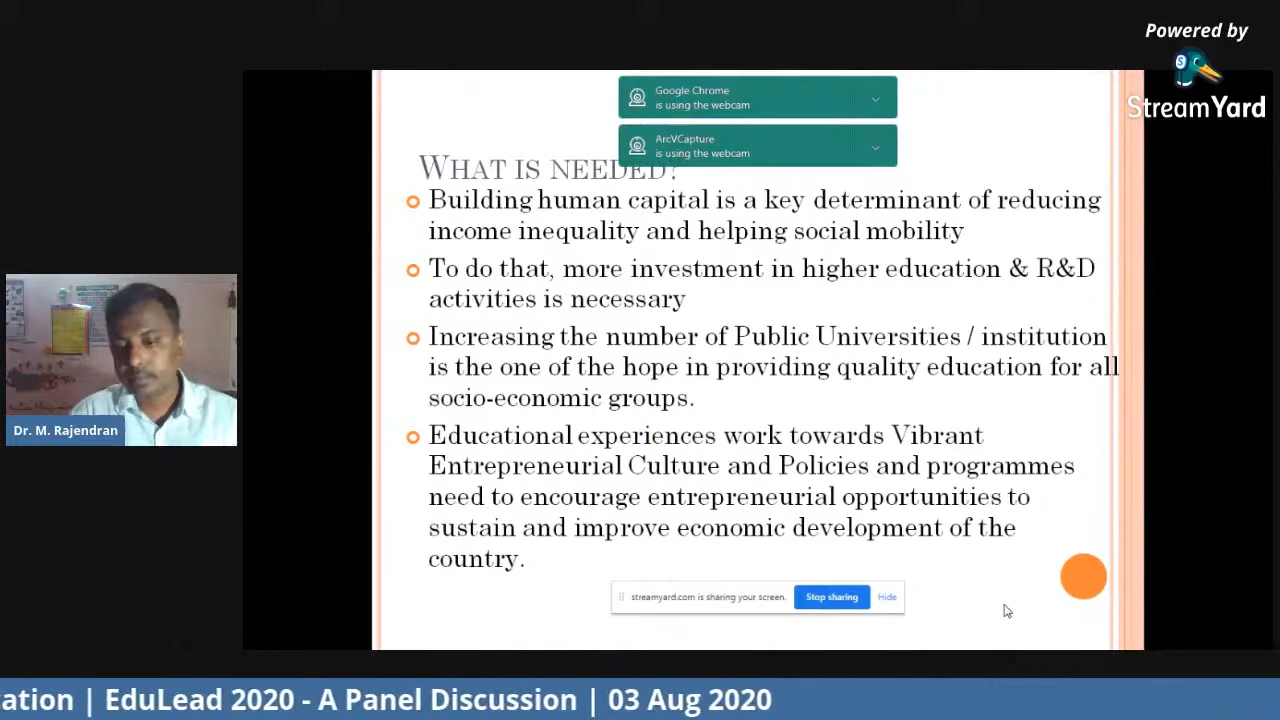 Powered by
StreamYard
Google Chrome
is using the webcam
ArcVCapture
is using the webcam
WHAT IS NEEDED?
Building human capital is a key determinant of reducing
income inequality and helping social mobility
To do that, more investment in higher education & R&D
activities is necessary
Increasing the number of Public Universities / institution
is the one of the hope in providing quality education for all
socio-economic groups.
Educational experiences work towards Vibrant
Entrepreneurial Culture and Policies and programmes
need to encourage entrepreneurial opportunities to
sustain and improve economic development of the
country.
Dr. M. Rajendran
streamyard.com is sharing your screen.
Stop sharing
Hide
cation | EduLead 2020 - A Panel Discussion | 03 Aug 2020